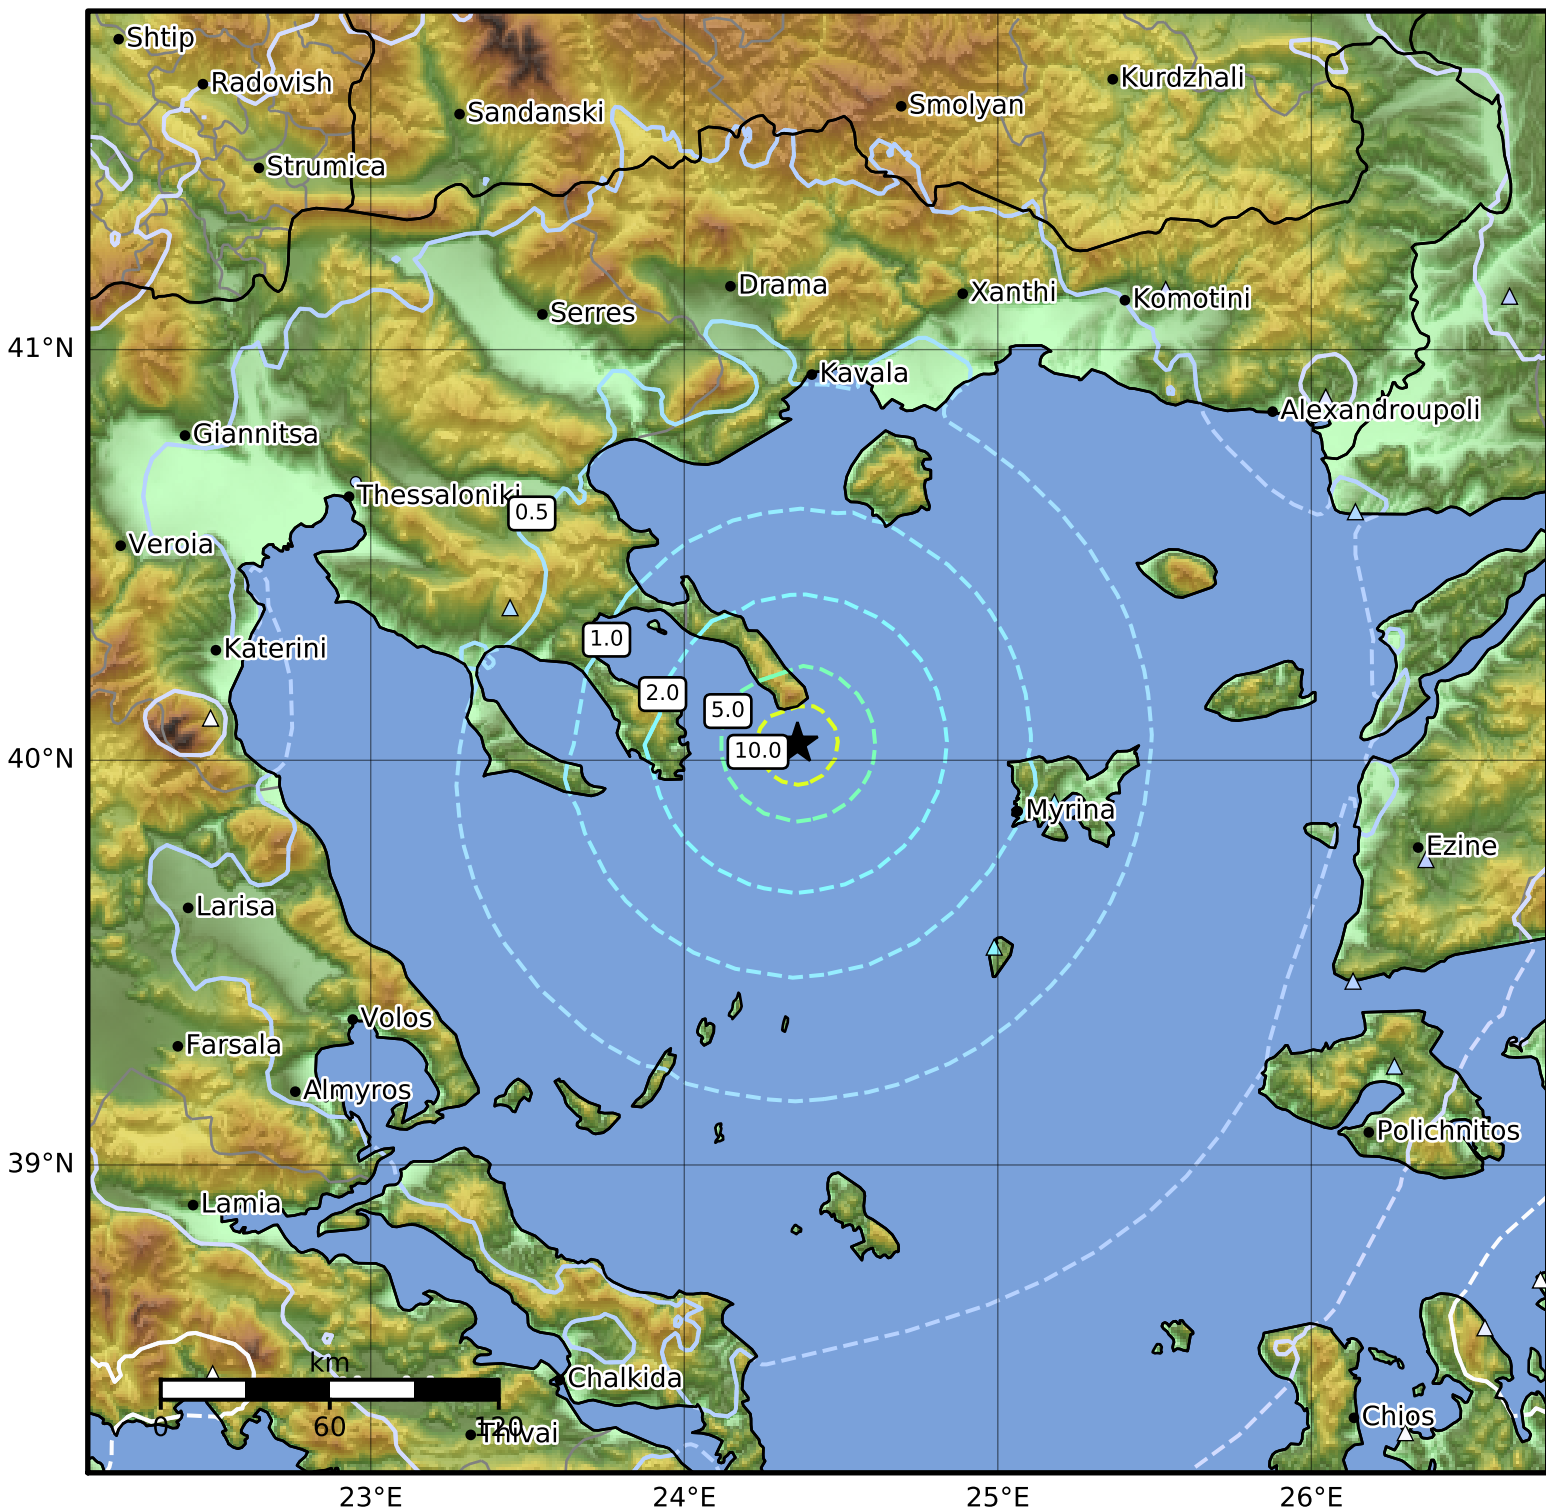 Shtip
Radovish
Sandanski
Smolyan
Kurdzhali
Strumica
Drama
Xanthi
Komotini
Serres
41°N
Kavala
Alexandroupoli
Giannitsa
Thessaloniki
0.5
Veroia
Katerini
1.0
2.0
5.0
10.0
40°N
Myrina
Ezine
Larisa
Volos
Farsala
Almyros
Polichnitos
39°N
Lamia
km
Chalkida
Chios
0 60 120
Thivai
23°E 24°E 25°E 26°E